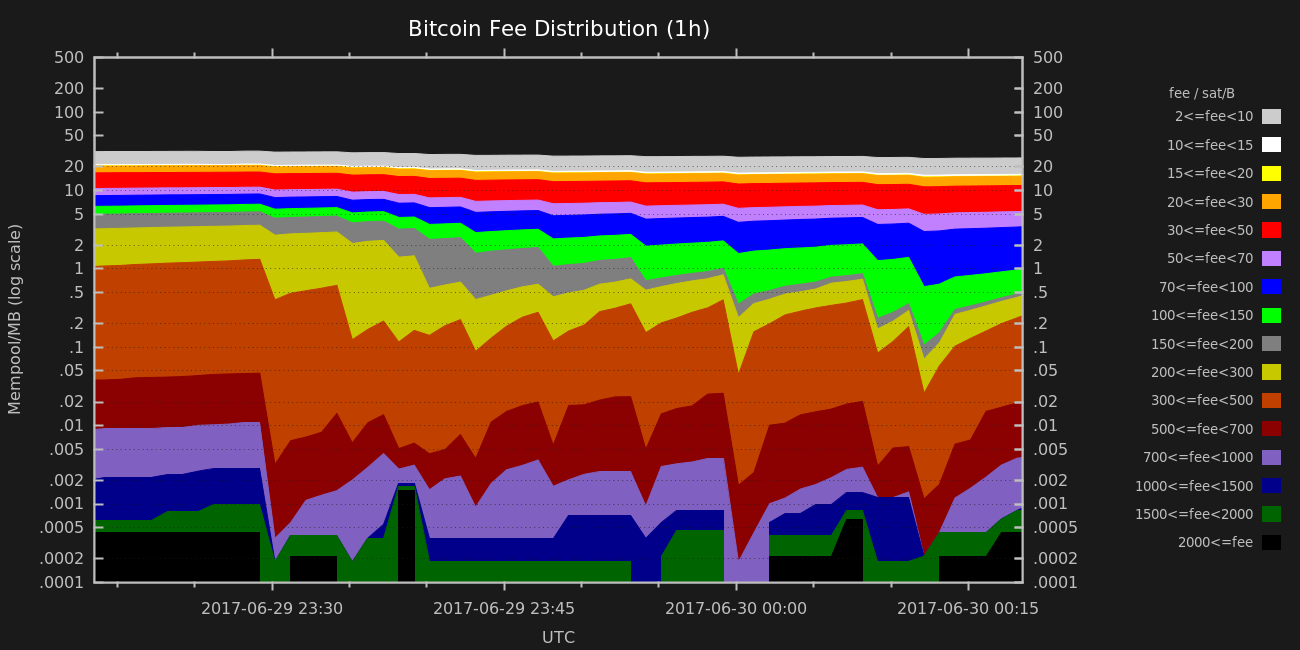 Bitcoin Fee Distribution (1h)
500 500
200 200
100 100
50 50
20 20
10 10
5 5
2 2
1 1
.5 .5
.2 .2
.1 .1
.05 .05
.02 .02
.01 .01
.005 .005
.002 .002
.001 .001
.0005 .0005
.0002 .0002
.0001 .0001
Mempool/MB (log scale)
2017-06-29 23:30 2017-06-29 23:45 2017-06-30 00:00 2017-06-30 00:15
UTC
fee / sat/B
2<=fee<10
10<=fee<15
15<=fee<20
20<=fee<30
30<=fee<50
50<=fee<70
70<=fee<100
100<=fee<150
150<=fee<200
200<=fee<300
300<=fee<500
500<=fee<700
700<=fee<1000
1000<=fee<1500
1500<=fee<2000
2000<=fee